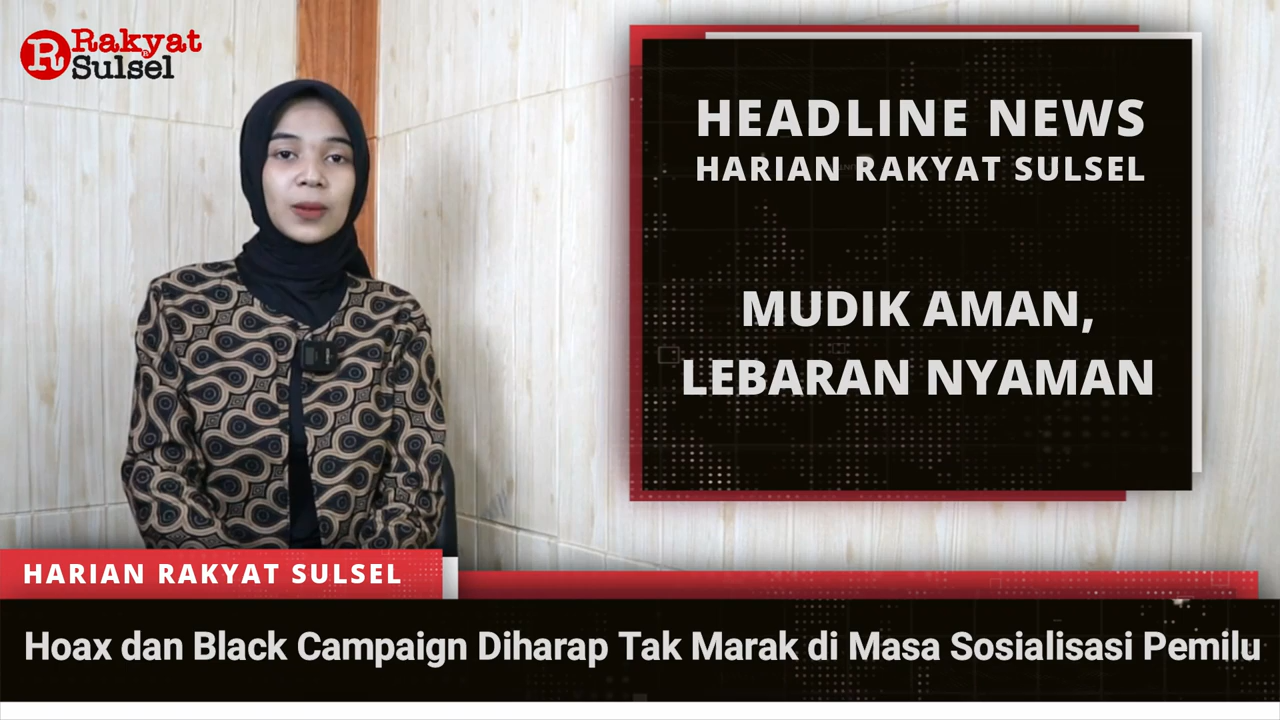 Rakyat
Sulsel
HEADLINE NEWS
HARIAN RAKYAT SULSEL
MUDIK AMAN,
LEBARAN NYAMAN
HARIAN RAKYAT SULSEL
Hoax dan Black Campaign Diharap Tak Marak di Masa Sosialisasi Pemilu